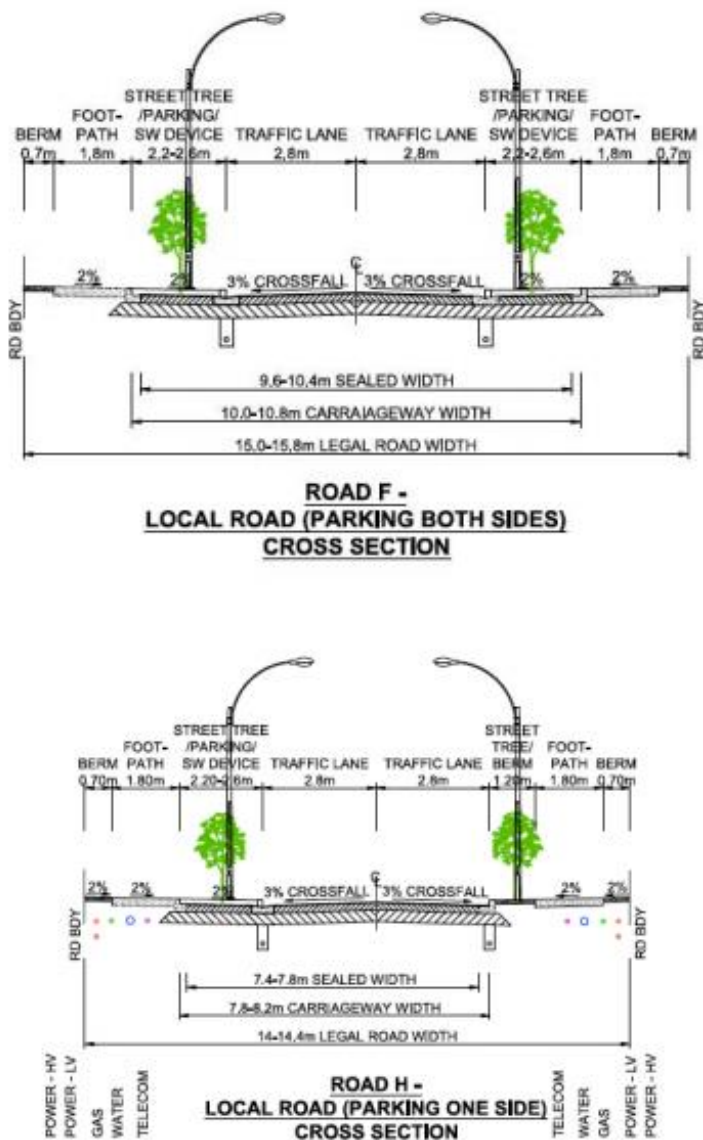 STREET TREE STREET TREE
FOOT- /PARKING/ /PARKING/ FOOT-
BERM PATH SW DEVICE TRAFFIC LANE TRAFFIC LANE SW DEVICE PATH BERM
0,7m 1,8m 2,2-2,6m 2,8m 2,8m 2,2-2,6m 1,8m 0,7m
℄
2% 2% 3% CROSSFALL 3% CROSSFALL 2% 2%
RD BDY RD BDY
9,6-10,4m SEALED WIDTH
10.0-10.8m CARRAIAGEWAY WIDTH
15,0-15,8m LEGAL ROAD WIDTH
ROAD F -
LOCAL ROAD (PARKING BOTH SIDES)
CROSS SECTION
STREET TREE STREET
FOOT- /PARKING/ TREE/ FOOT-
BERM PATH SW DEVICE TRAFFIC LANE TRAFFIC LANE BERM PATH BERM
0.70m 1.80m 2.20-2.6m 2.8m 2.8m 1.20m 1.80m 0.70m
℄
2% 2% 2% 3% CROSSFALL 3% CROSSFALL 2% 2%
RD BDY RD BDY
7.4-7.8m SEALED WIDTH
7.8-8.2m CARRIAGEWAY WIDTH
14-14.4m LEGAL ROAD WIDTH
POWER - HV
POWER - LV
GAS
WATER
TELECOM
ROAD H -
LOCAL ROAD (PARKING ONE SIDE)
CROSS SECTION
TELECOM
WATER
GAS
POWER - LV
POWER - HV